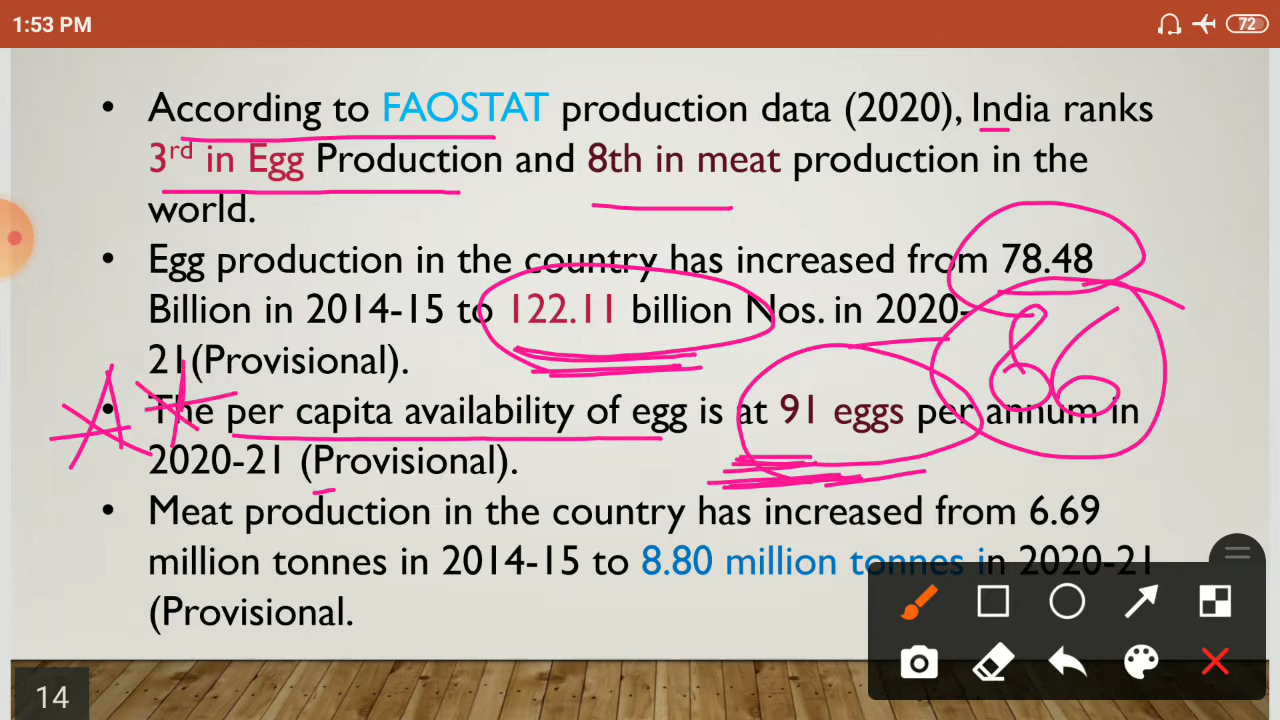 1:53 PM
72
• According to FAOSTAT production data (2020), India ranks
3rd in Egg Production and 8th in meat production in the
world.
• Egg production in the country has increased from 78.48
Billion in 2014-15 to 122.11 billion Nos. in 2020-
21(Provisional).
86
• The per capita availability of egg is at 91 eggs per annum in
2020-21 (Provisional).
• Meat production in the country has increased from 6.69
million tonnes in 2014-15 to 8.80 million tonnes in 2020-21
(Provisional.
14